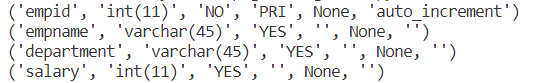 ('empid', 'int(11)', 'NO', 'PRI', None, 'auto_increment')
('empname', 'varchar(45)', 'YES', '', None, '')
('department', 'varchar(45)', 'YES', '', None, '')
('salary', 'int(11)', 'YES', '', None, '')